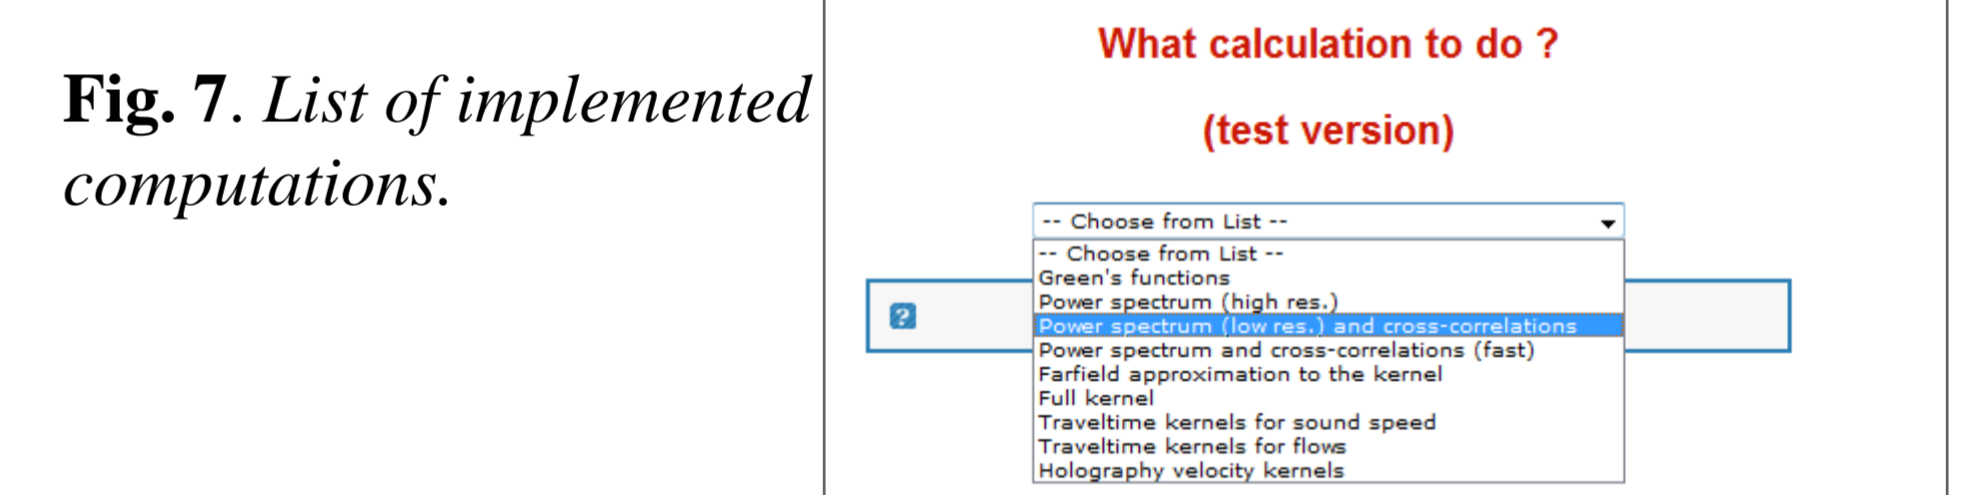 Fig. 7. List of implemented
computations.
What calculation to do ?
(test version)
-- Choose from List --
-- Choose from List --
Green's functions
Power spectrum (high res.)
Power spectrum (low res.) and cross-correlations
Power spectrum and cross-correlations (fast)
Farfield approximation to the kernel
Full kernel
Traveltime kernels for sound speed
Traveltime kernels for flows
Holography velocity kernels
?